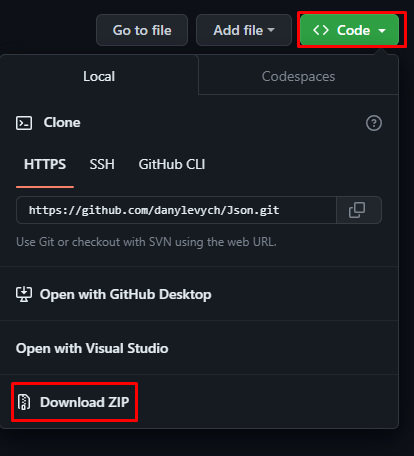 Go to file Add file <> Code
Local Codespaces
Clone
HTTPS SSH GitHub CLI
https://github.com/danylevych/Json.git
Use Git or checkout with SVN using the web URL.
Open with GitHub Desktop
Open with Visual Studio
Download ZIP